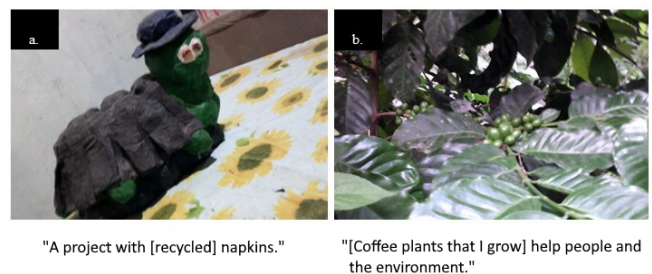 a.
b.
"A project with [recycled] napkins."
"[Coffee plants that I grow] help people and
the environment."